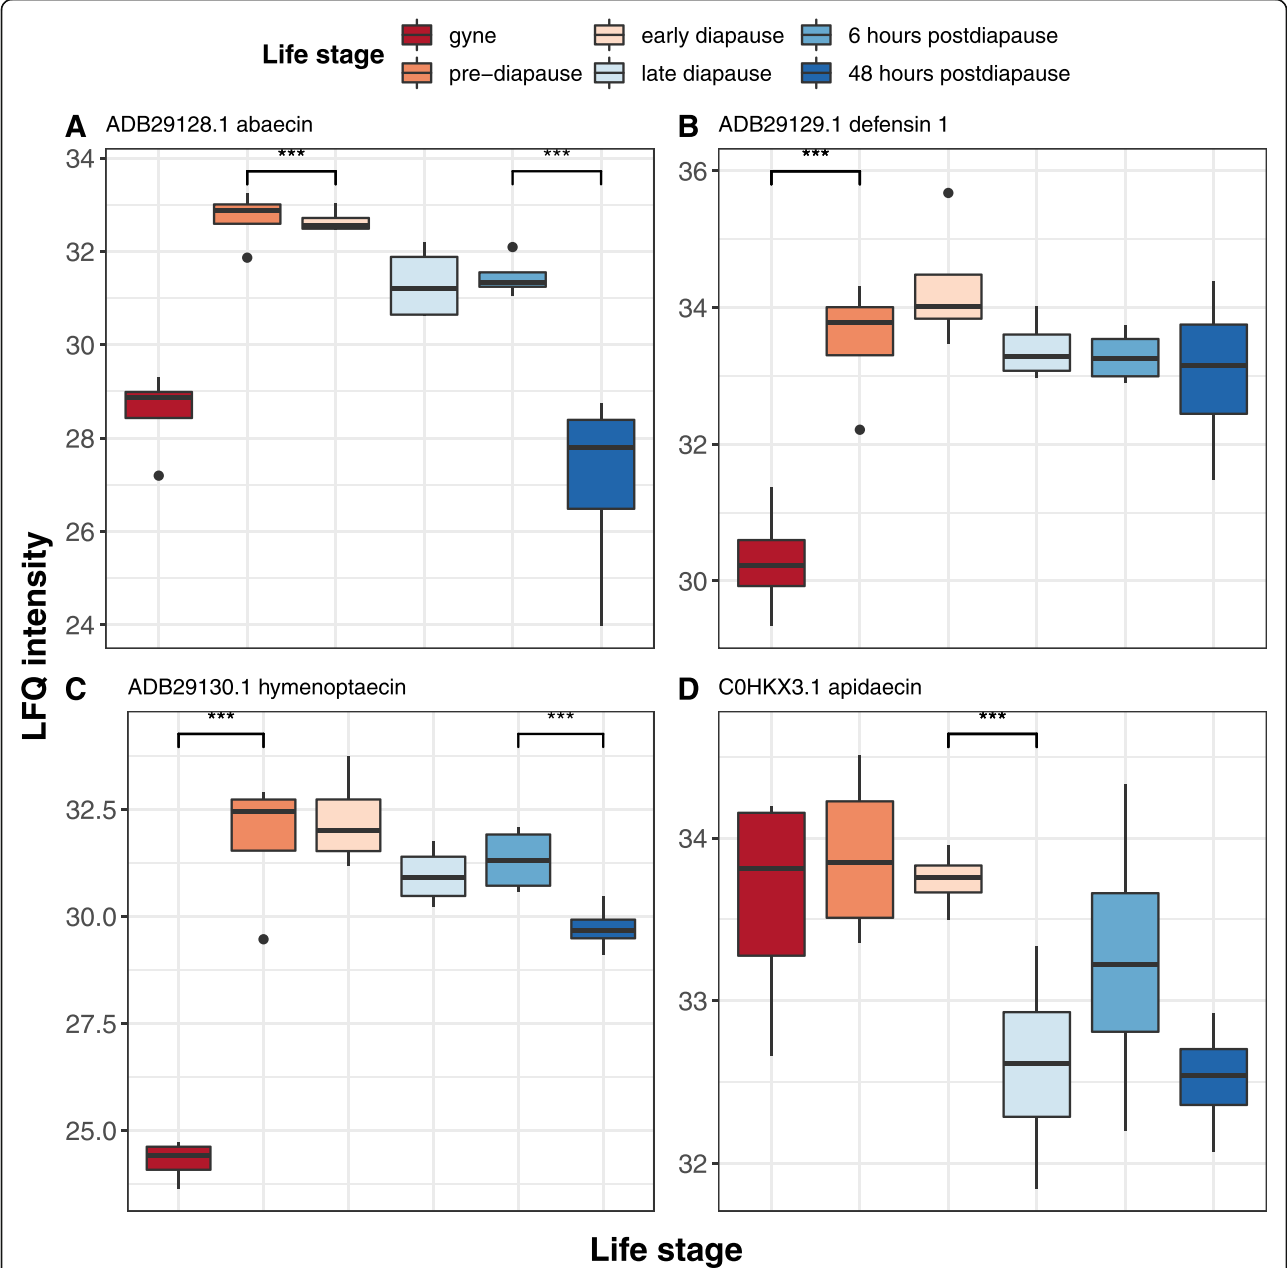 Life stage
gyne
early diapause
6 hours postdiapause
pre−diapause
late diapause
48 hours postdiapause
A ADB29128.1 abaecin
B ADB29129.1 defensin 1
*** ***
34
32
30
28
26
24
***
36
34
32
30
LFQ intensity
C ADB29130.1 hymenoptaecin
D C0HKX3.1 apidaecin
*** ***
32.5
30.0
27.5
25.0
***
34
33
32
Life stage